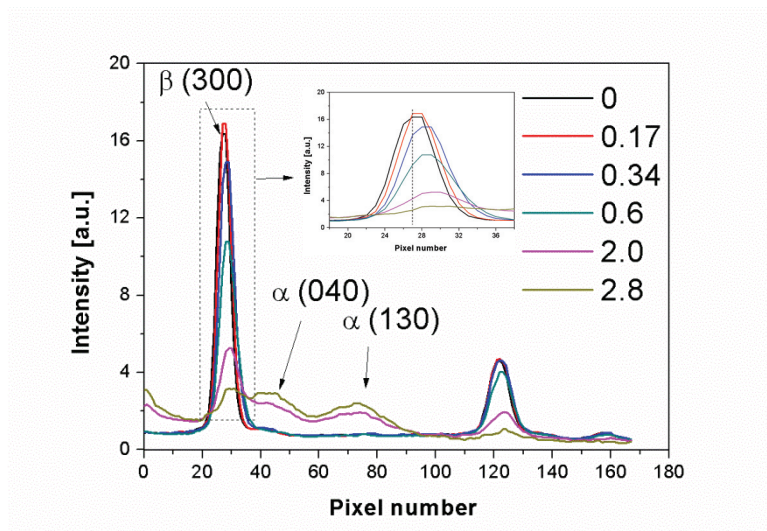 β (300)
α (040)
α (130)
0
0.17
0.34
0.6
2.0
2.8
Intensity [a.u.]
20
16
12
8
4
0
0 20 40 60 80 100 120 140 160 180
Pixel number
Intensity [a.u.]
20
16
12
8
4
0
20 24 28 32 36
Pixel number